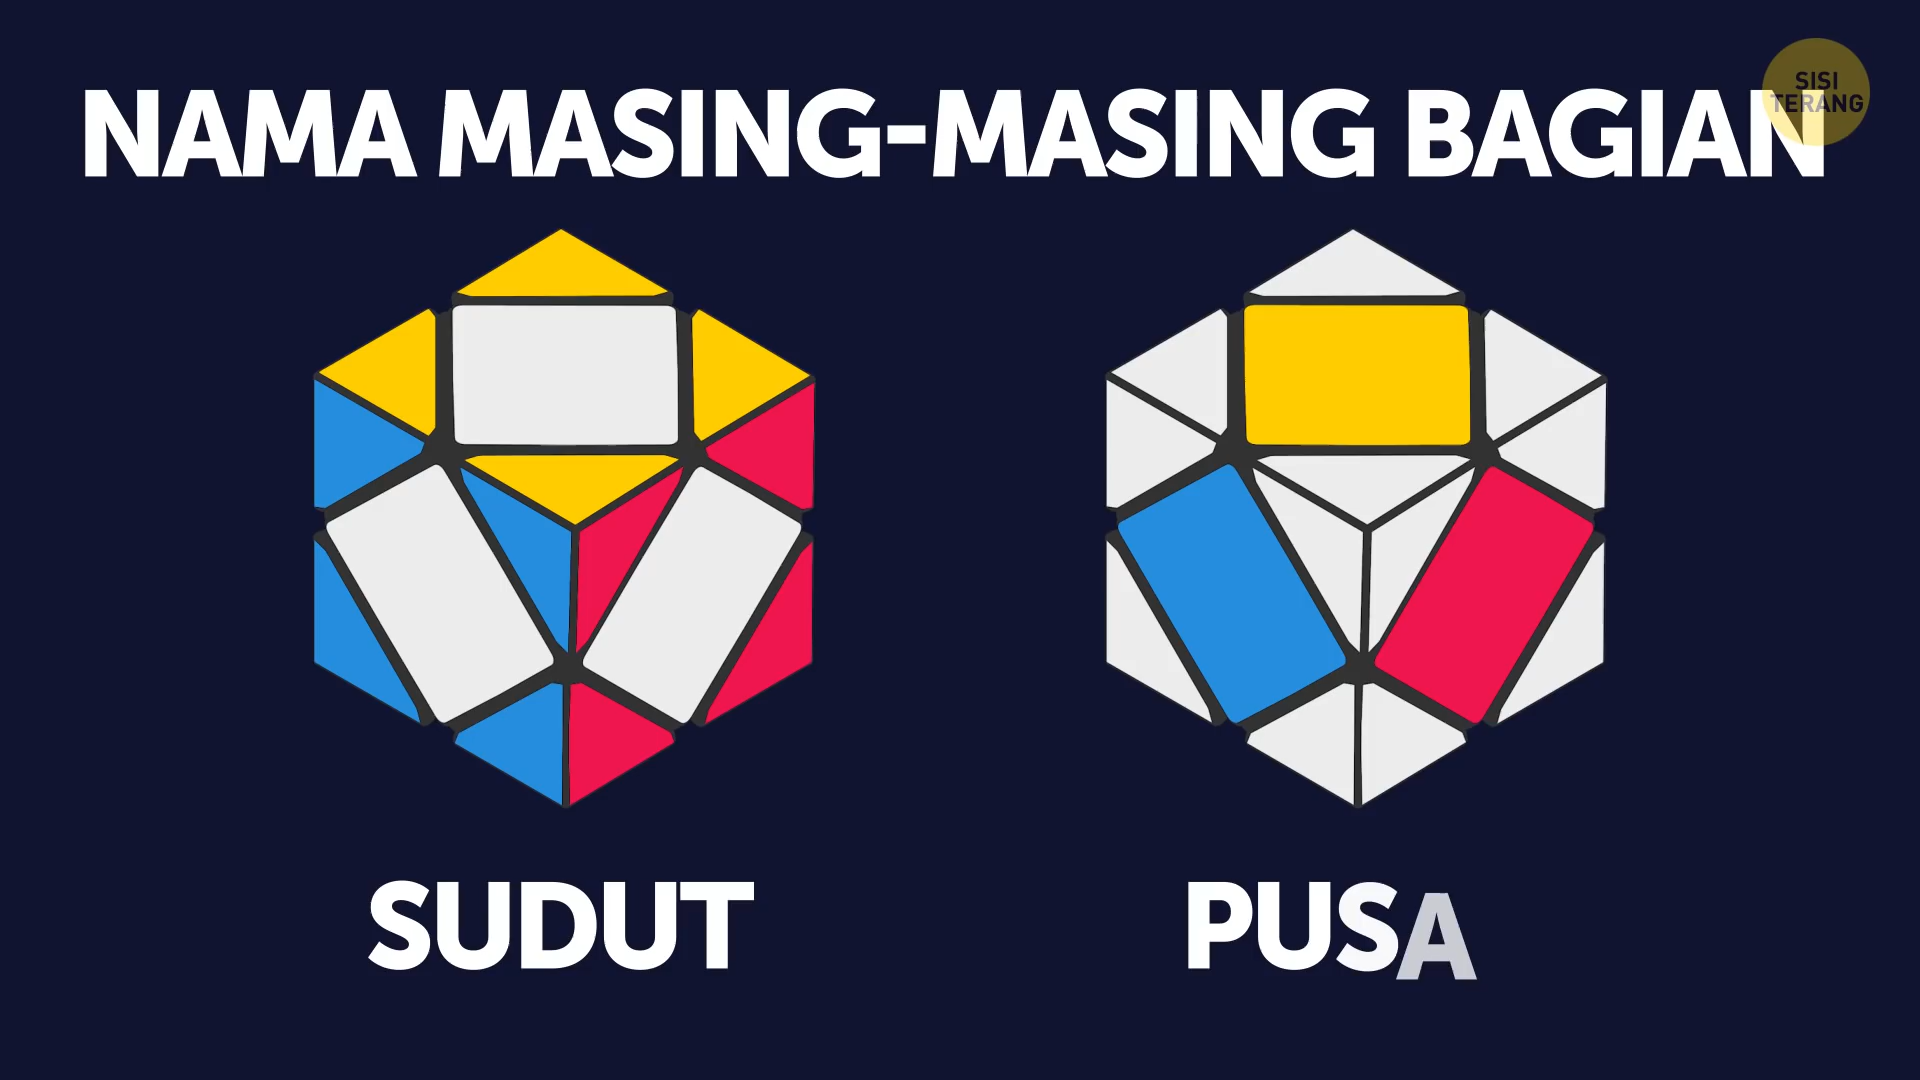 NAMA MASING-MASING BAGIAN
SISI
TERANG
SUDUT
PUSA